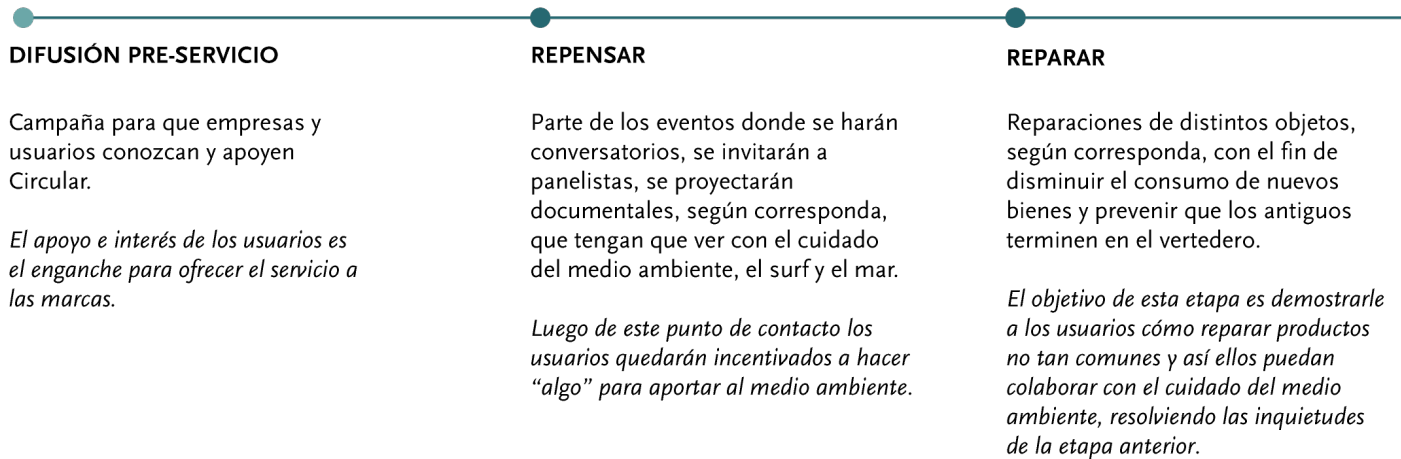 DIFUSIÓN PRE-SERVICIO
Campaña para que empresas y
usuarios conozcan y apoyen
Circular.
El apoyo e interés de los usuarios es
el enganche para ofrecer el servicio a
las marcas.
REPENSAR
Parte de los eventos donde se harán
conversatorios, se invitarán a
panelistas, se proyectarán
documentales, según corresponda,
que tengan que ver con el cuidado
del medio ambiente, el surf y el mar.
Luego de este punto de contacto los
usuarios quedarán incentivados a hacer
“algo” para aportar al medio ambiente.
REPARAR
Reparaciones de distintos objetos,
según corresponda, con el fin de
disminuir el consumo de nuevos
bienes y prevenir que los antiguos
terminen en el vertedero.
El objetivo de esta etapa es demostrarle
a los usuarios cómo reparar productos
no tan comunes y así ellos puedan
colaborar con el cuidado del medio
ambiente, resolviendo las inquietudes
de la etapa anterior.